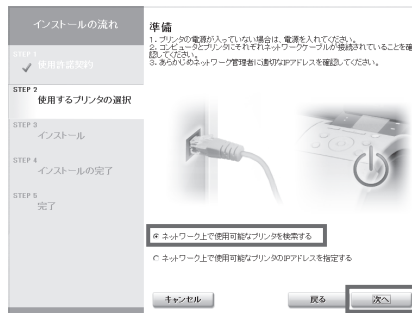 インストールの流れ
STEP 1
使用許諾契約
STEP 2
使用するプリンタの選択
STEP 3
インストール
STEP 4
インストールの完了
STEP 5
完了
準備
1. プリンタの電源が入っていない場合は、電源を入れてください。
2. コンピュータとプリンタにそれぞれネットワークケーブルが接続されていることを確
認してください。
3. あらかじめネットワーク管理者に適切なIPアドレスを確認してください。
ネットワーク上で使用可能なプリンタを検索する
ネットワーク上で使用可能なプリンタのIPアドレスを指定する
キャンセル
戻る
次へ